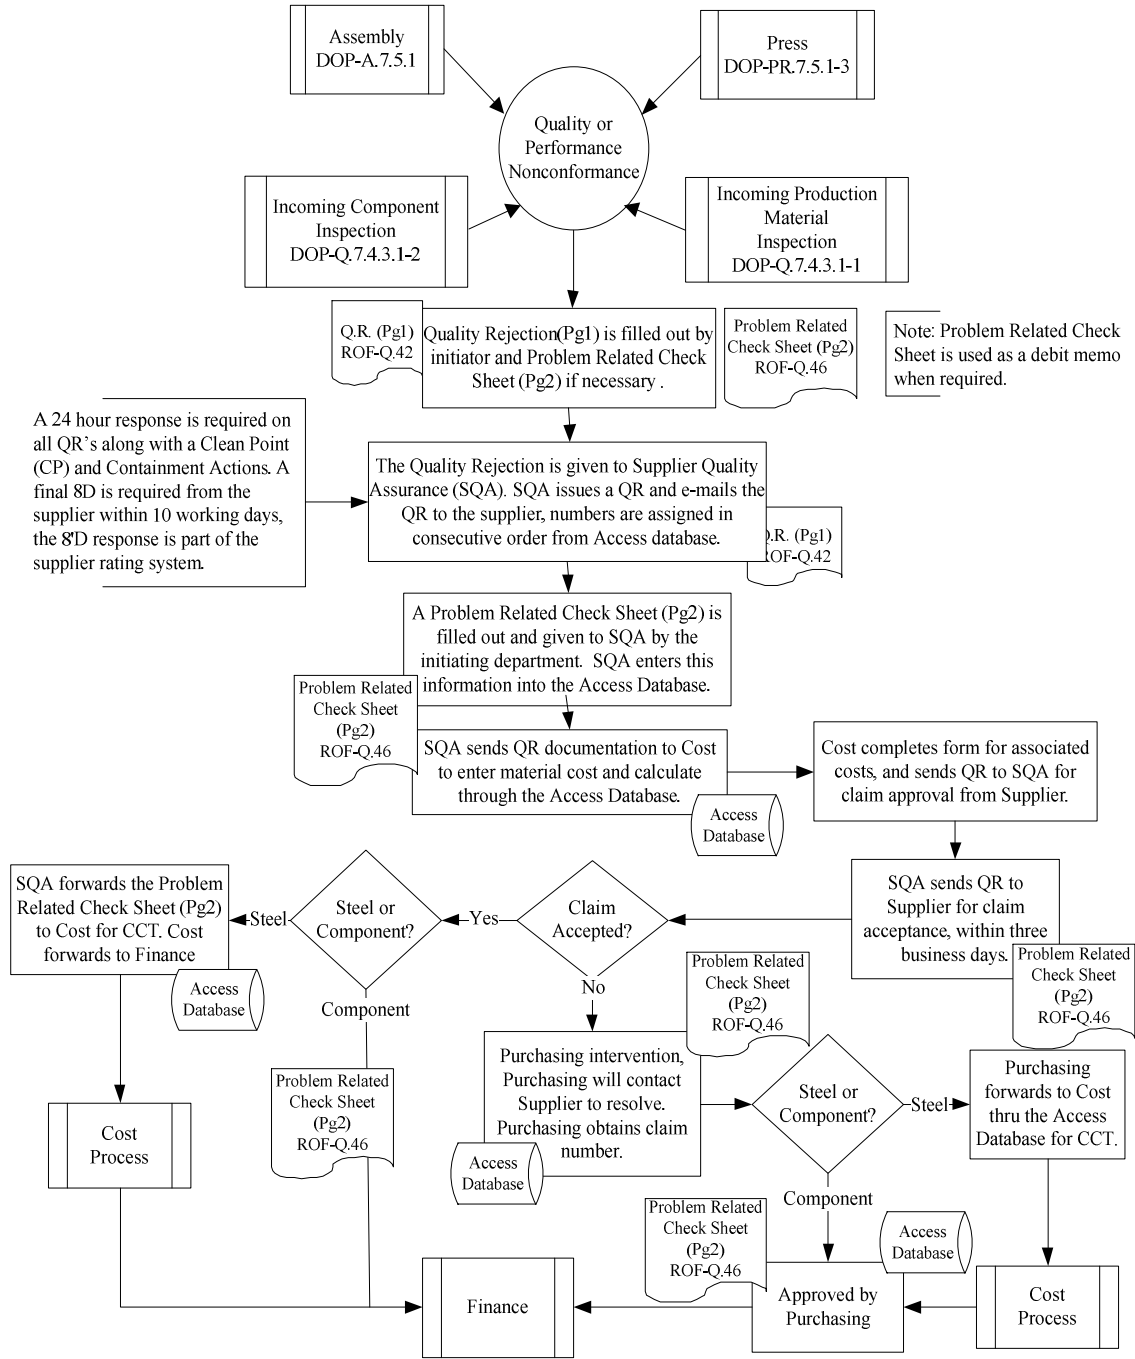 Assembly
DOP-A.7.5.1
Press
DOP-PR.7.5.1-3
Quality or
Performance
Nonconformance
Incoming Component
Inspection
DOP-Q.7.4.3.1-2
Incoming Production
Material
Inspection
DOP-Q.7.4.3.1-1
Q.R. (Pg1)
ROF-Q.42
Quality Rejection(Pg1) is filled out by
initiator and Problem Related Check
Sheet (Pg2) if necessary .
Problem Related
Check Sheet (Pg2)
ROF-Q.46
Note: Problem Related Check
Sheet is used as a debit memo
when required.
A 24 hour response is required on
all QR's along with a Clean Point
(CP) and Containment Actions. A
final 8D is required from the
supplier within 10 working days,
the 8'D response is part of the
supplier rating system.
The Quality Rejection is given to Supplier Quality
Assurance (SQA). SQA issues a QR and e-mails the
QR to the supplier, numbers are assigned in
consecutive order from Access database.
Q.R. (Pg1)
ROF-Q.42
A Problem Related Check Sheet (Pg2) is
filled out and given to SQA by the
initiating department.  SQA enters this
information into the Access Database.
Problem Related
Check Sheet
(Pg2)
ROF-Q.46
SQA sends QR documentation to Cost
to enter material cost and calculate
through the Access Database.
Access
Database
Cost completes form for associated
costs, and sends QR to SQA for
claim approval from Supplier.
SQA sends QR to
Supplier for claim
acceptance, within three
business days.
Problem Related
Check Sheet
(Pg2)
ROF-Q.46
Claim
Accepted?
Yes
No
Steel or
Component?
Steel
Component
SQA forwards the Problem
Related Check Sheet (Pg2)
to Cost for CCT. Cost
forwards to Finance
Access
Database
Problem Related
Check Sheet
(Pg2)
ROF-Q.46
Purchasing intervention,
Purchasing will contact
Supplier to resolve.
Purchasing obtains claim
number.
Access
Database
Steel or
Component?
Steel
Component
Purchasing
forwards to Cost
thru the Access
Database for CCT.
Problem Related
Check Sheet
(Pg2)
ROF-Q.46
Cost
Process
Problem Related
Check Sheet
(Pg2)
ROF-Q.46
Access
Database
Finance
Approved by
Purchasing
Cost
Process